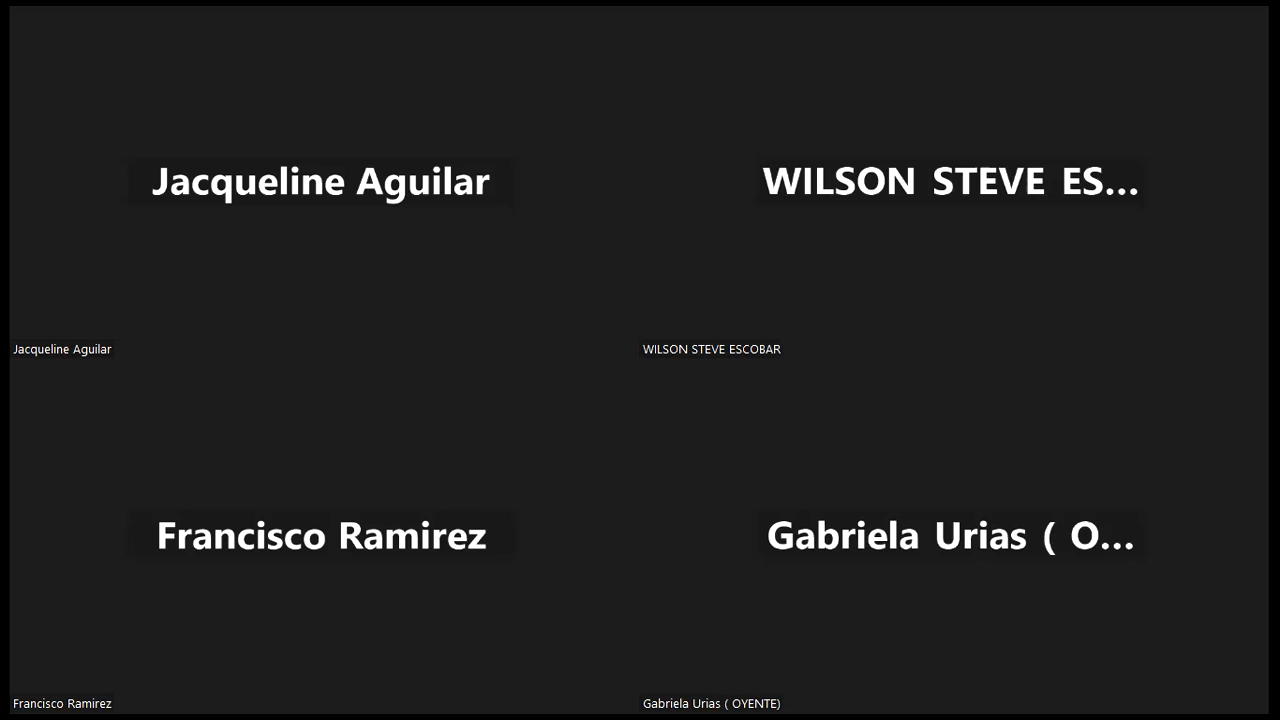 Jacqueline Aguilar
WILSON STEVE ES...
Jacqueline Aguilar
WILSON STEVE ESCOBAR
Francisco Ramirez
Gabriela Urias ( O...
Francisco Ramirez
Gabriela Urias ( OYENTE)